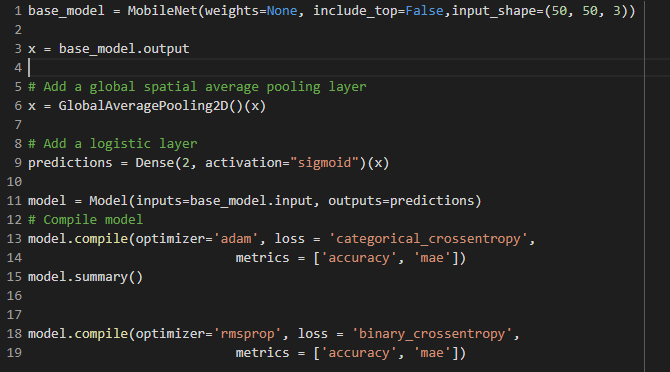 1 base_model = MobileNet(weights=None, include_top=False,input_shape=(50, 50, 3))
2
3 x = base_model.output
4
5 # Add a global spatial average pooling layer
6 x = GlobalAveragePooling2D()(x)
7
8 # Add a logistic layer
9 predictions = Dense(2, activation="sigmoid")(x)
10
11 model = Model(inputs=base_model.input, outputs=predictions)
12 # Compile model
13 model.compile(optimizer='adam', loss = 'categorical_crossentropy',
14                           metrics = ['accuracy', 'mae'])
15 model.summary()
16
17
18 model.compile(optimizer='rmsprop', loss = 'binary_crossentropy',
19                           metrics = ['accuracy', 'mae'])